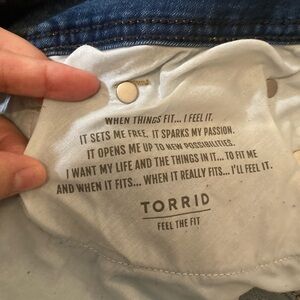 WHEN THINGS FIT... I FEEL IT.
IT SETS ME FREE. IT SPARKS MY PASSION.
IT OPENS ME UP TO NEW POSSIBILITIES.
I WANT MY LIFE AND THE THINGS IN IT... TO FIT ME
AND WHEN IT FITS... WHEN IT REALLY FITS... I'LL FEEL IT.
TORRID
FEEL THE FIT